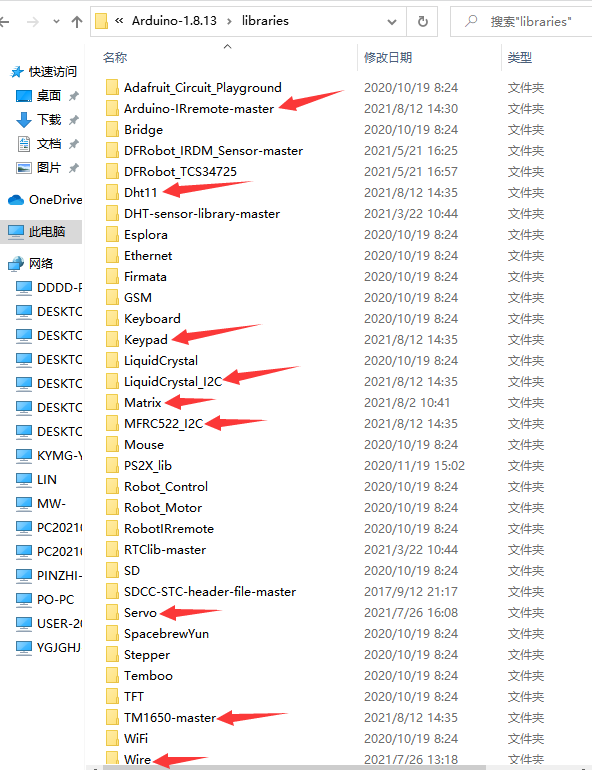 « Arduino-1.8.13 › libraries
搜索"libraries"
名称 修改日期 类型
快速访问
桌面
下载
文档
图片
OneDrive
此电脑
网络
DDDD-P
DESKTO
DESKTO
DESKTO
DESKTO
DESKTO
DESKTO
KYMG-Y
LIN
MW-
PC2021
PC2021
PINZHI-
PO-PC
USER-20
YGJGHJ
Adafruit_Circuit_Playground 2020/10/19 8:24 文件夹
Arduino-IRremote-master 2021/8/12 14:30 文件夹
Bridge 2020/10/19 8:24 文件夹
DFRobot_IRDM_Sensor-master 2021/5/21 16:25 文件夹
DFRobot_TCS34725 2021/5/21 16:57 文件夹
Dht11 2021/8/12 14:35 文件夹
DHT-sensor-library-master 2021/3/22 10:44 文件夹
Esplora 2020/10/19 8:24 文件夹
Ethernet 2020/10/19 8:24 文件夹
Firmata 2020/10/19 8:24 文件夹
GSM 2020/10/19 8:24 文件夹
Keyboard 2020/10/19 8:24 文件夹
Keypad 2021/8/12 14:35 文件夹
LiquidCrystal 2020/10/19 8:24 文件夹
LiquidCrystal_I2C 2021/8/12 14:35 文件夹
Matrix 2021/8/2 10:41 文件夹
MFRC522_I2C 2021/8/12 14:35 文件夹
Mouse 2020/10/19 8:24 文件夹
PS2X_lib 2020/11/19 15:02 文件夹
Robot_Control 2020/10/19 8:24 文件夹
Robot_Motor 2020/10/19 8:24 文件夹
RobotIRremote 2020/10/19 8:24 文件夹
RTClib-master 2021/3/22 10:44 文件夹
SD 2020/10/19 8:24 文件夹
SDCC-STC-header-file-master 2017/9/12 21:17 文件夹
Servo 2021/7/26 16:08 文件夹
SpacebrewYun 2020/10/19 8:24 文件夹
Stepper 2020/10/19 8:24 文件夹
Temboo 2020/10/19 8:24 文件夹
TFT 2020/10/19 8:24 文件夹
TM1650-master 2021/8/12 14:35 文件夹
WiFi 2020/10/19 8:24 文件夹
Wire 2021/7/26 13:18 文件夹